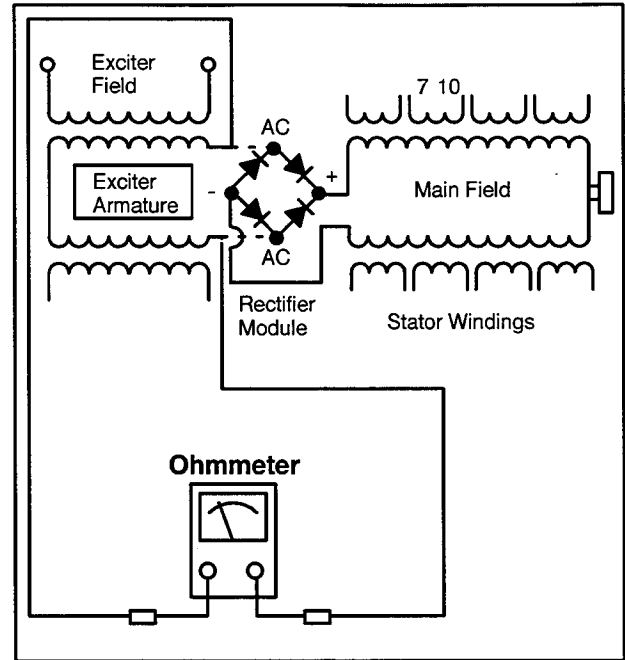 Exciter
Field
7 10
AC
Exciter
Armature
-
+
Main Field
AC
Rectifier
Module
Stator Windings
Ohmmeter